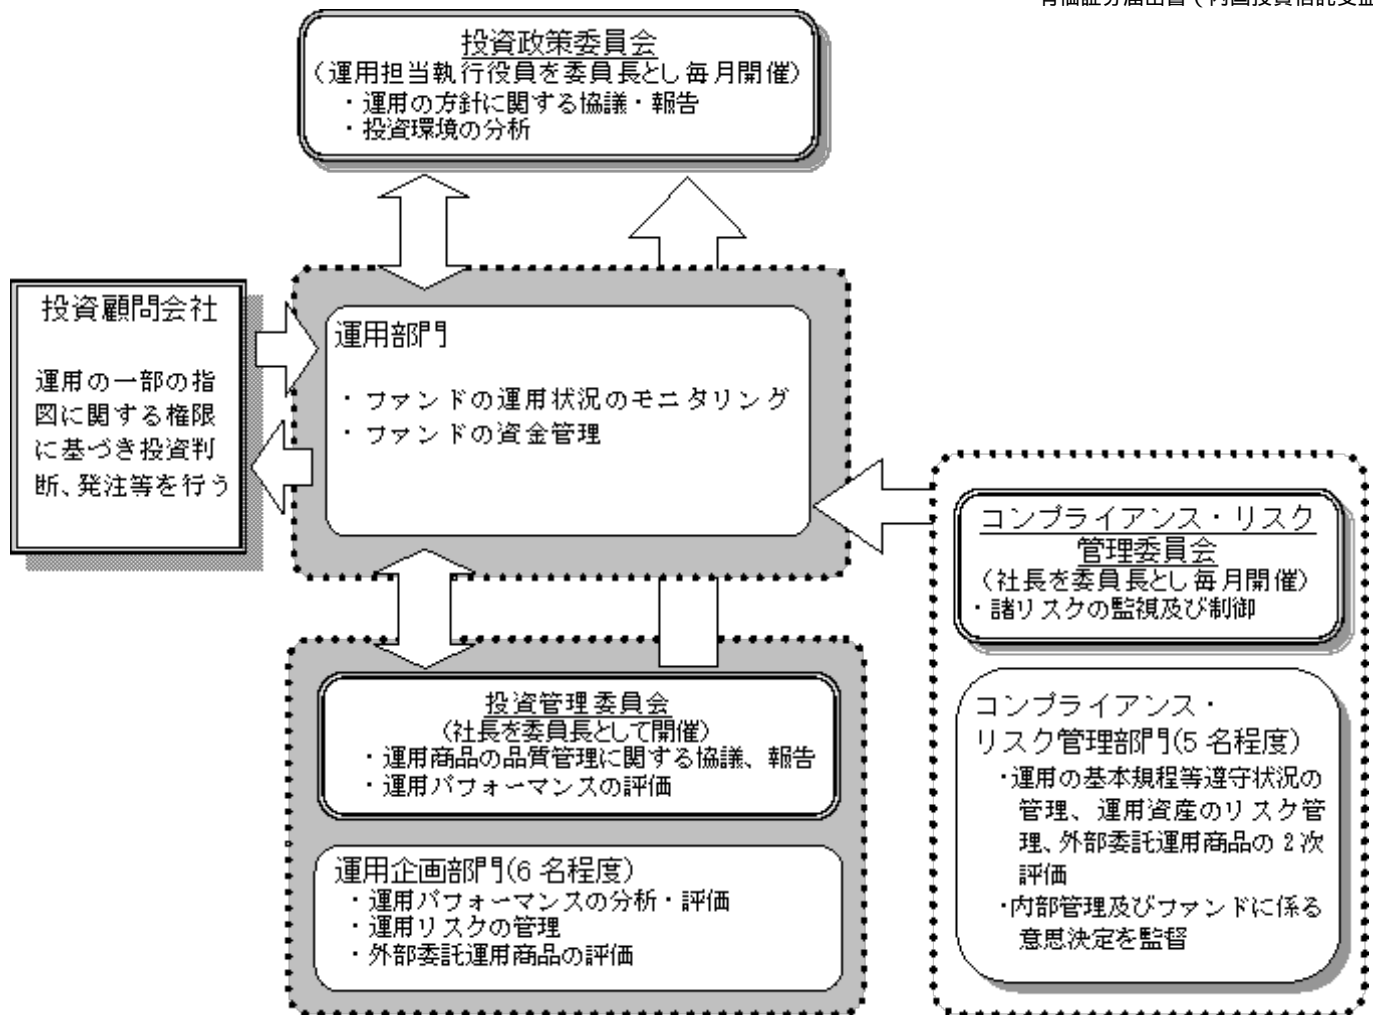 投資政策委員会
（運用担当執行役員を委員長とし毎月開催）
・運用の方針に関する協議・報告
・投資環境の分析
投資顧問会社
運用の一部の指
図に関する権限
に基づき投資判
断、発注等を行う
運用部門
・ファンドの運用状況のモニタリング
・ファンドの資金管理
コンプライアンス・リスク
管理委員会
（社長を委員長とし毎月開催）
・諸リスクの監視及び制御
投資管理委員会
(社長を委員長として開催)
・運用商品の品質管理に関する協議、報告
・運用パフォーマンスの評価
運用企画部門(6名程度)
・運用パフォーマンスの分析・評価
・運用リスクの管理
・外部委託運用商品の評価
コンプライアンス・
リスク管理部門(5名程度)
・運用の基本規程等遵守状況の
管理、運用資産のリスク管
理、外部委託運用商品の2次
評価
・内部管理及びファンドに係る
意思決定を監督